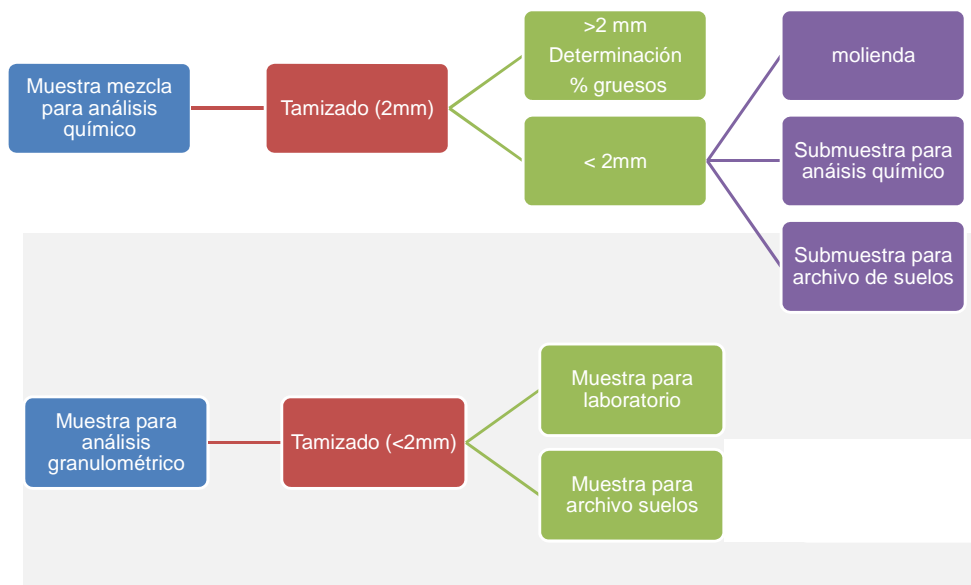 Muestra mezcla
para análisis
químico
Tamizado (2mm)
>2 mm
Determinación
% gruesos
< 2mm
molienda
Submuestra para
anáisis químico
Submuestra para
archivo de suelos
Muestra para
análisis
granulométrico
Tamizado (<2mm)
Muestra para
laboratorio
Muestra para
archivo suelos